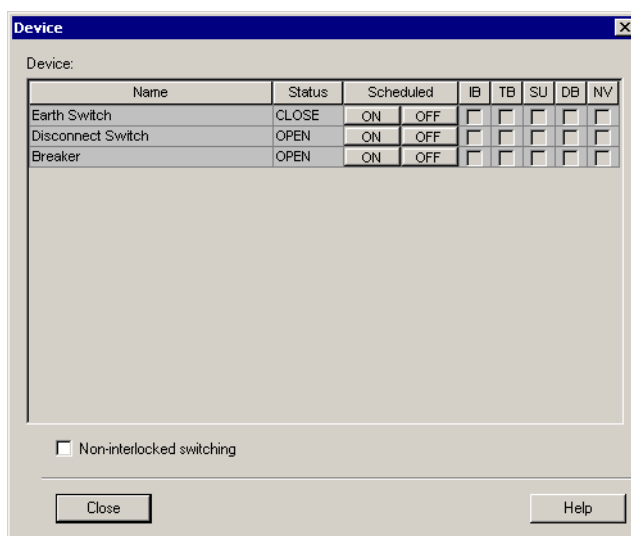 Device
Device:
Name Status Scheduled IB TB SU DB NV
Earth Switch CLOSE ON OFF
Disconnect Switch OPEN ON OFF
Breaker OPEN ON OFF
Non-interlocked switching
Close Help